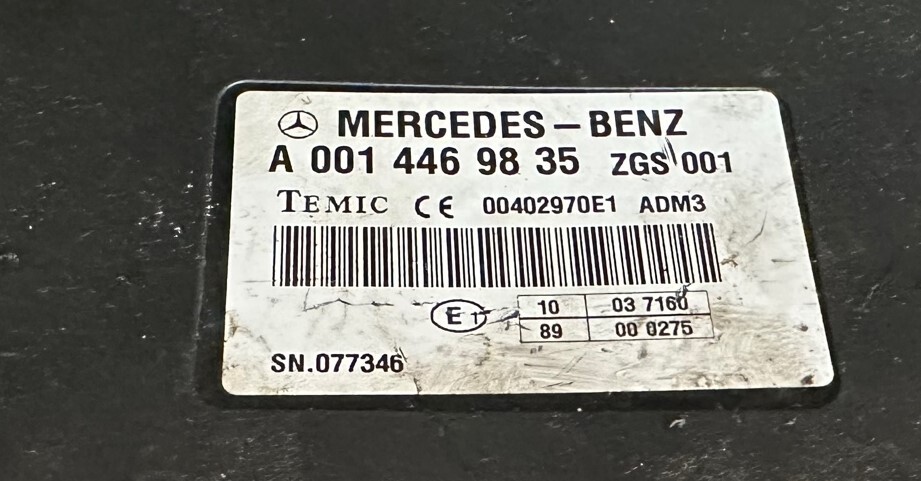 MERCEDES-BENZ
A 001 446 98 35 ZGS 001
TEMIC CE 00402970E1 ADM3
E1 10 03 7160
89 00 0275
SN.077346